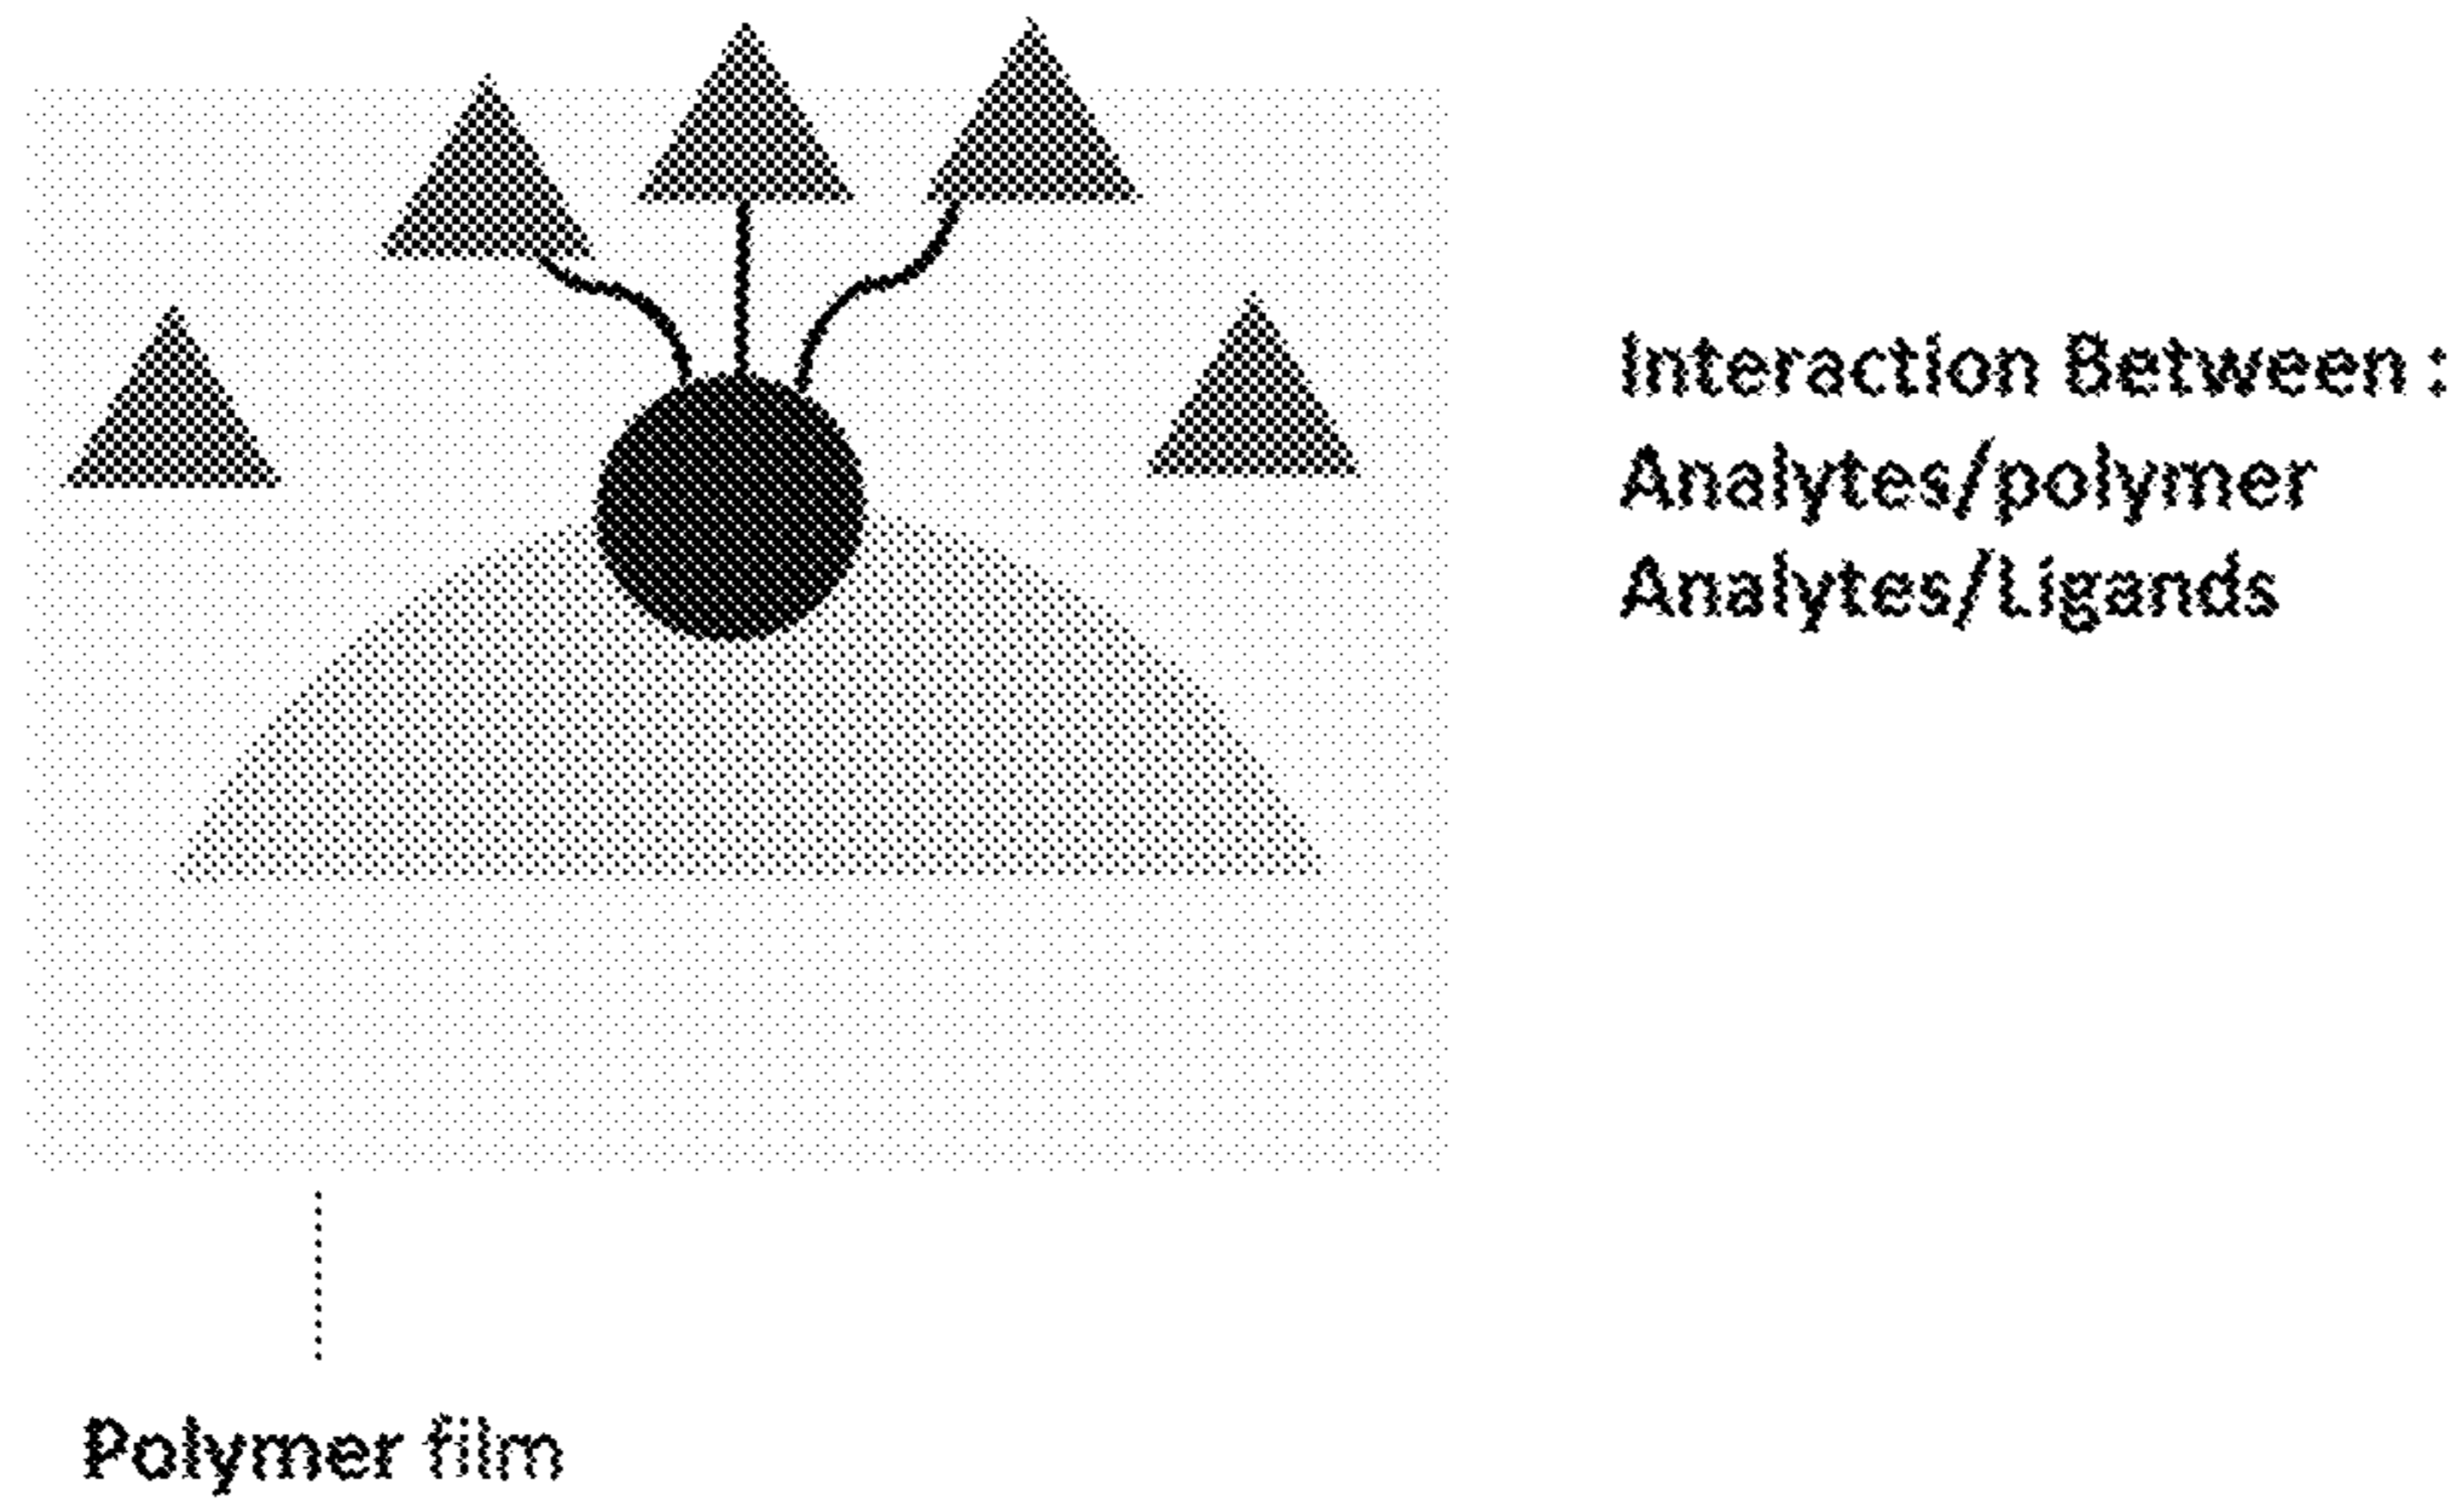 Interaction Between :
Analytes/polymer
Analytes/Ligands
Polymer film